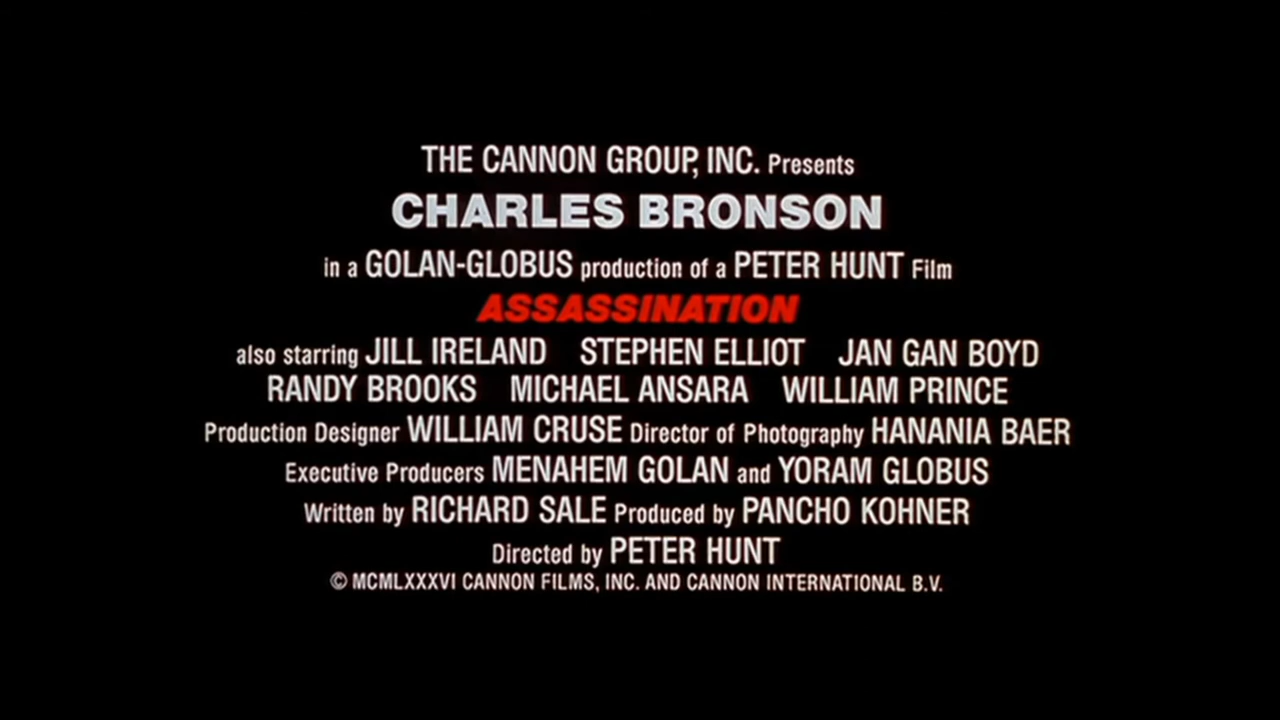 THE CANNON GROUP, INC. Presents
CHARLES BRONSON
in a GOLAN-GLOBUS production of a PETER HUNT Film
ASSASSINATION
also starring JILL IRELAND STEPHEN ELLIOT JAN GAN BOYD
RANDY BROOKS MICHAEL ANSARA WILLIAM PRINCE
Production Designer WILLIAM CRUSE Director of Photography HANANIA BAER
Executive Producers MENAHEM GOLAN and YORAM GLOBUS
Written by RICHARD SALE Produced by PANCHO KOHNER
Directed by PETER HUNT
© MCMLXXXVI CANNON FILMS, INC. AND CANNON INTERNATIONAL B.V.